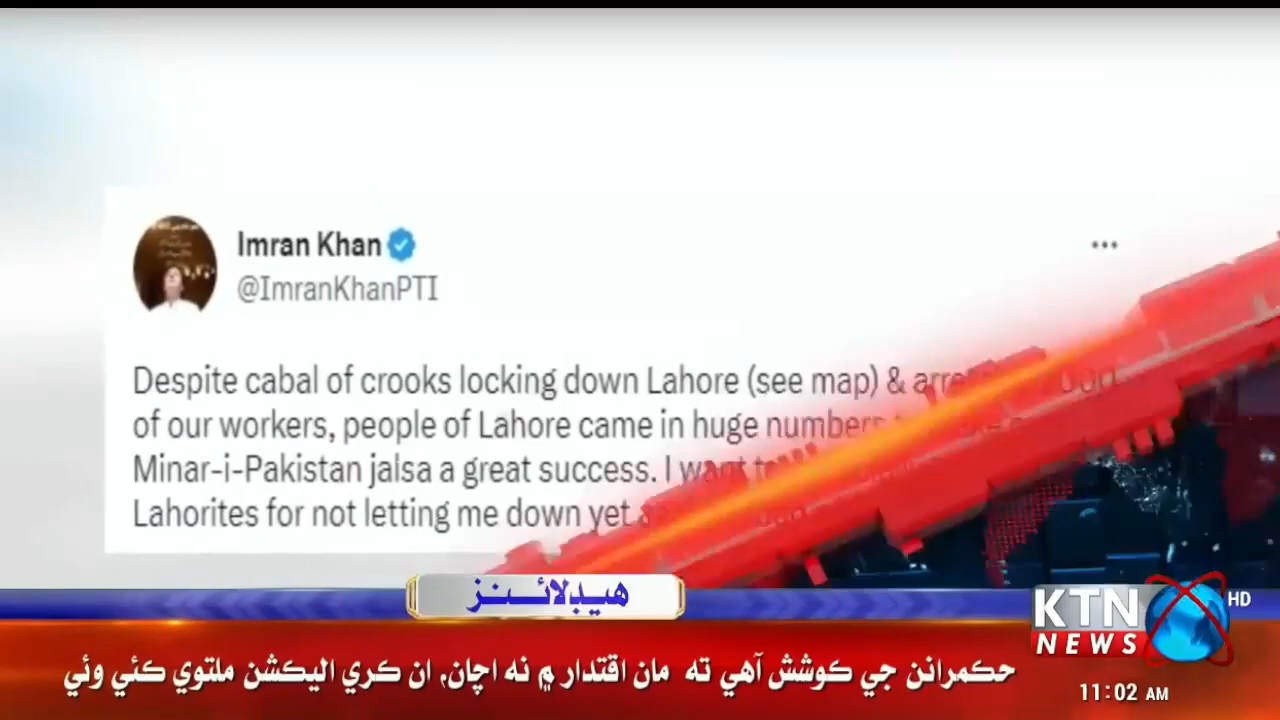 Imran Khan
@ImranKhanPTI
Despite cabal of crooks locking down Lahore (see map) &
of our workers, people of Lahore came in huge numbers
Minar-i-Pakistan jalsa a great success. I want
Lahorites for not letting me down yet
هيڊلائنز
KTN
NEWS
HD
حڪمرانن جي ڪوشش آهي ته مان اقتدار ۾ نه اچان، ان ڪري اليڪشن ملتوي ڪئي وئي
11:02 AM